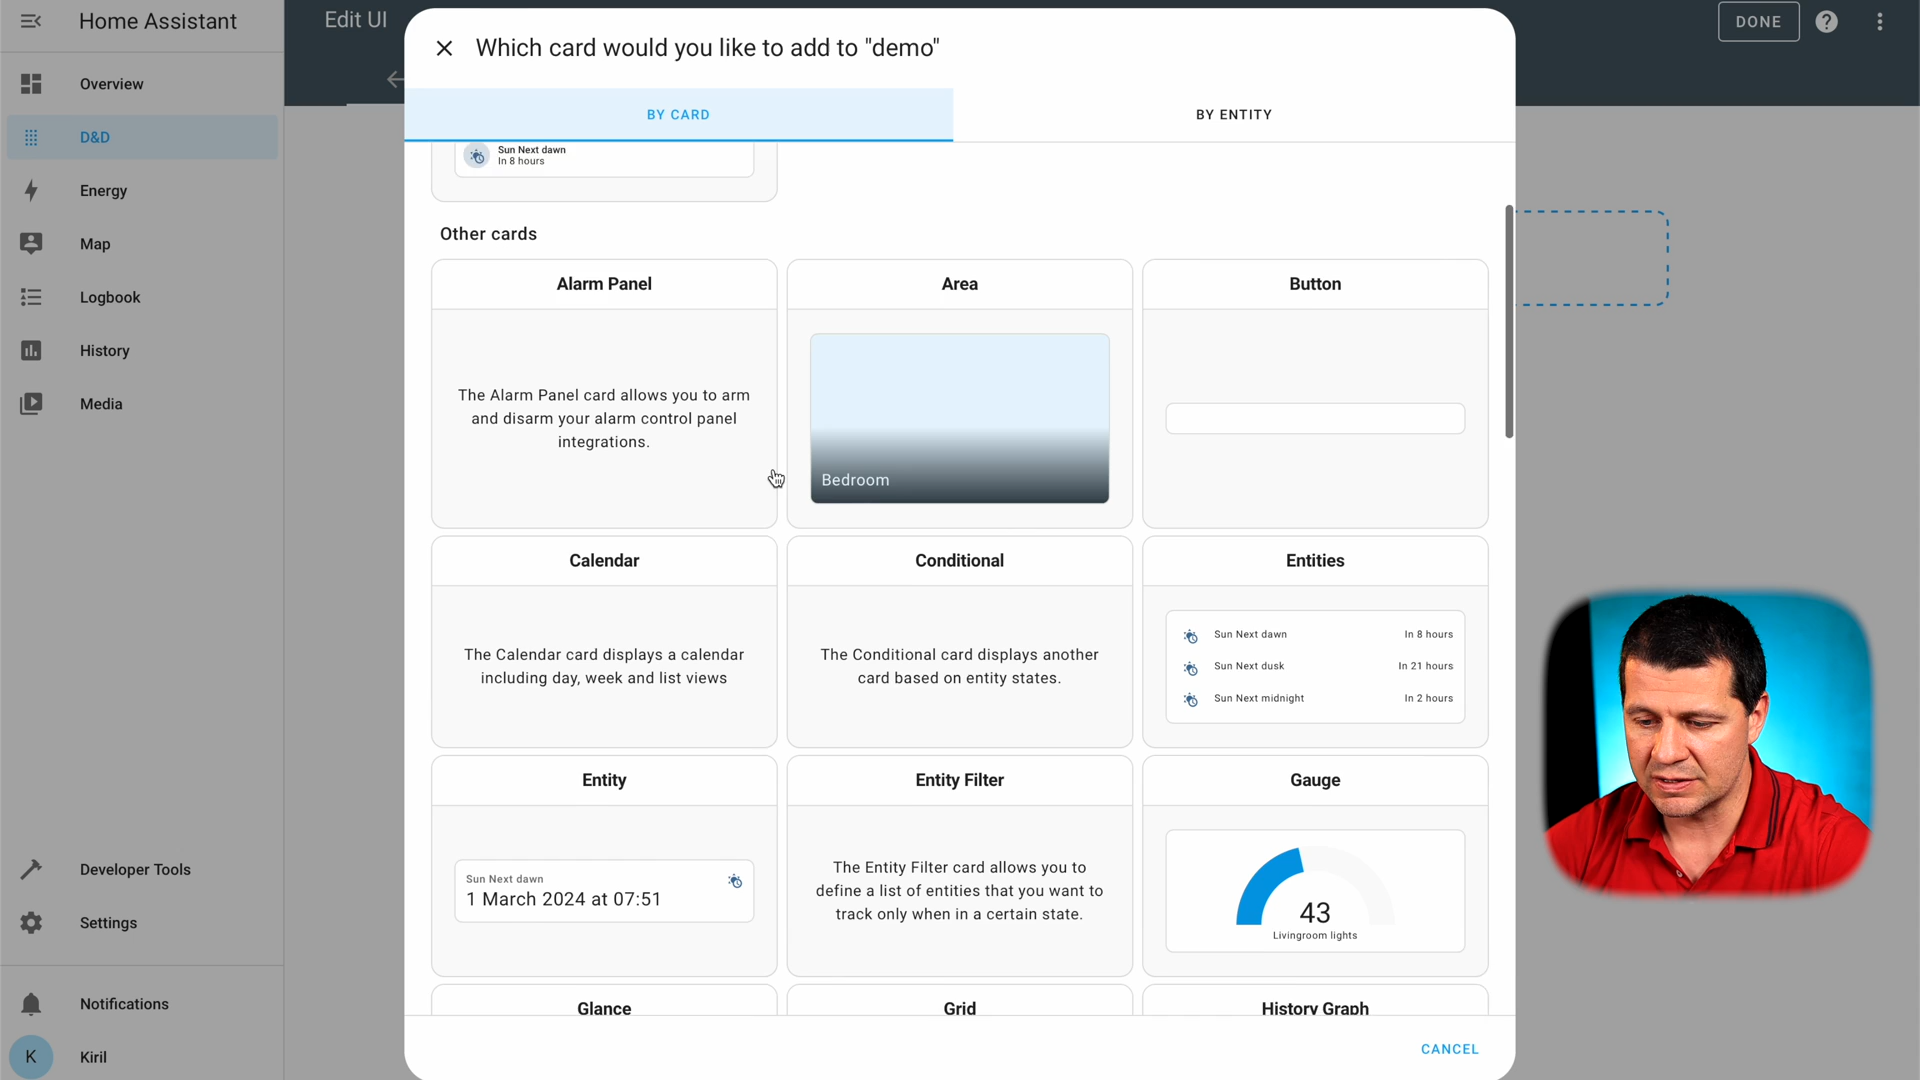 Home Assistant
Edit UI
DONE
Which card would you like to add to "demo"
BY CARD
BY ENTITY
Overview
D&D
Energy
Map
Logbook
History
Media
Developer Tools
Settings
Notifications
K
Kiril
Sun Next dawn
In 8 hours
Other cards
Alarm Panel
The Alarm Panel card allows you to arm
and disarm your alarm control panel
integrations.
Area
Bedroom
Button
Calendar
The Calendar card displays a calendar
including day, week and list views
Conditional
The Conditional card displays another
card based on entity states.
Entities
Sun Next dawn In 8 hours
Sun Next dusk In 21 hours
Sun Next midnight In 2 hours
Entity
Sun Next dawn
1 March 2024 at 07:51
Entity Filter
The Entity Filter card allows you to
define a list of entities that you want to
track only when in a certain state.
Gauge
43
Livingroom lights
Glance
Grid
History Graph
CANCEL